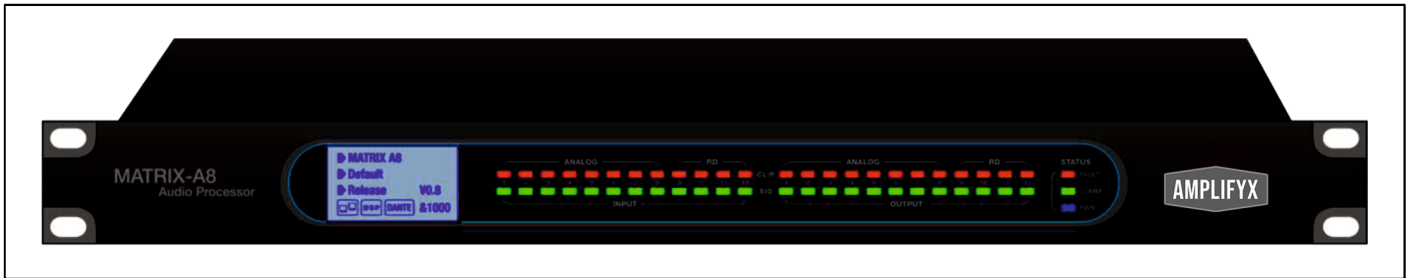 MATRIX-A8
Audio Processor
MATRIX A8
Default
Release V0.8
DSP DANTE &1000
ANALOG RD ANALOG RD STATUS
CLIP
SIG
INPUT OUTPUT
AMPLIFYX